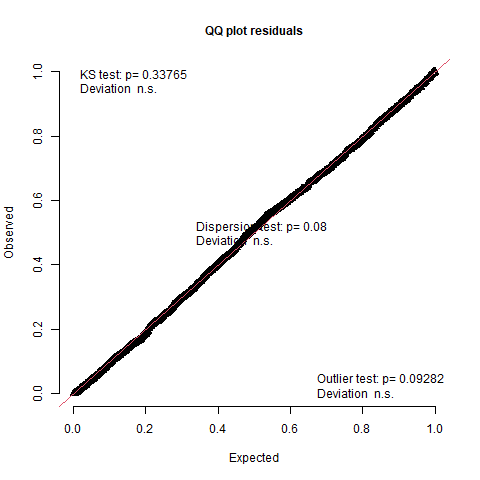 QQ plot residuals
KS test: p= 0.33765
Deviation n.s.
Dispersion test: p= 0.08
Deviation n.s.
Outlier test: p= 0.09282
Deviation n.s.
Observed
0.0 0.2 0.4 0.6 0.8 1.0
0.0 0.2 0.4 0.6 0.8 1.0
Expected